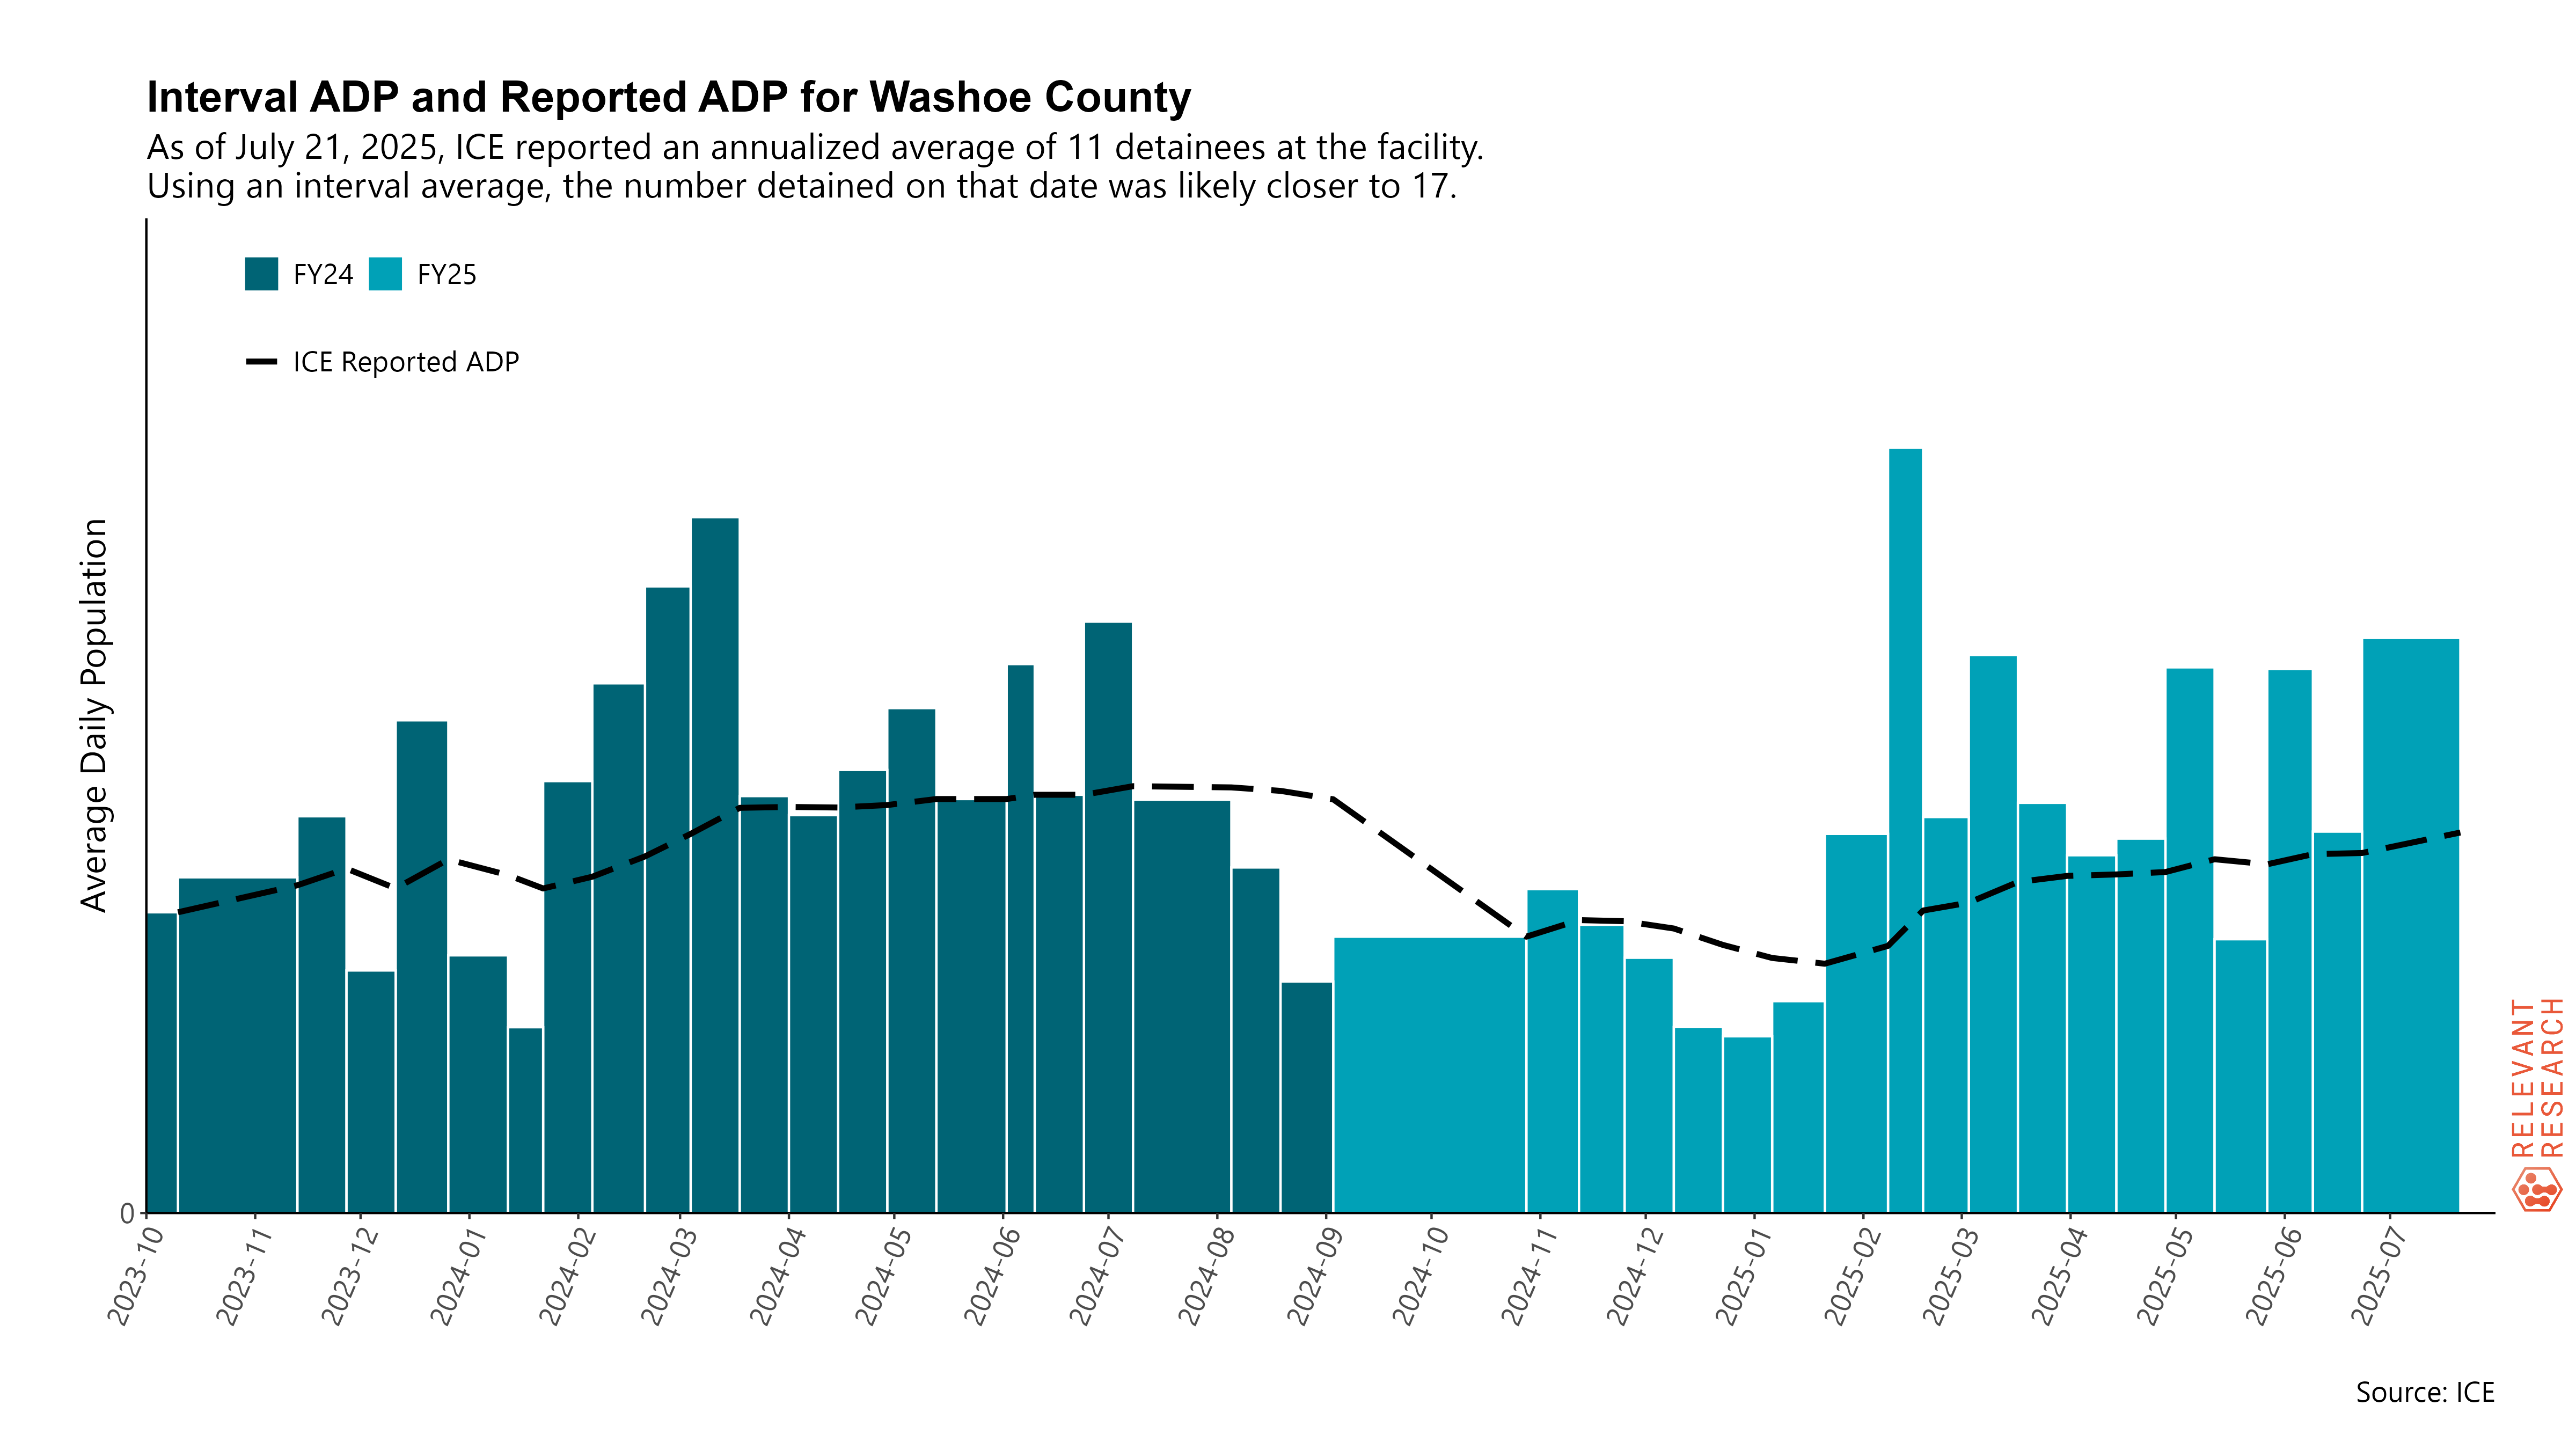 Interval ADP and Reported ADP for Washoe County
As of July 21, 2025, ICE reported an annualized average of 11 detainees at the facility.
Using an interval average, the number detained on that date was likely closer to 17.
FY24 FY25
ICE Reported ADP
Average Daily Population
0
2023-10
2023-11
2023-12
2024-01
2024-02
2024-03
2024-04
2024-05
2024-06
2024-07
2024-08
2024-09
2024-10
2024-11
2024-12
2025-01
2025-02
2025-03
2025-04
2025-05
2025-06
2025-07
RELEVANT
RESEARCH
Source: ICE